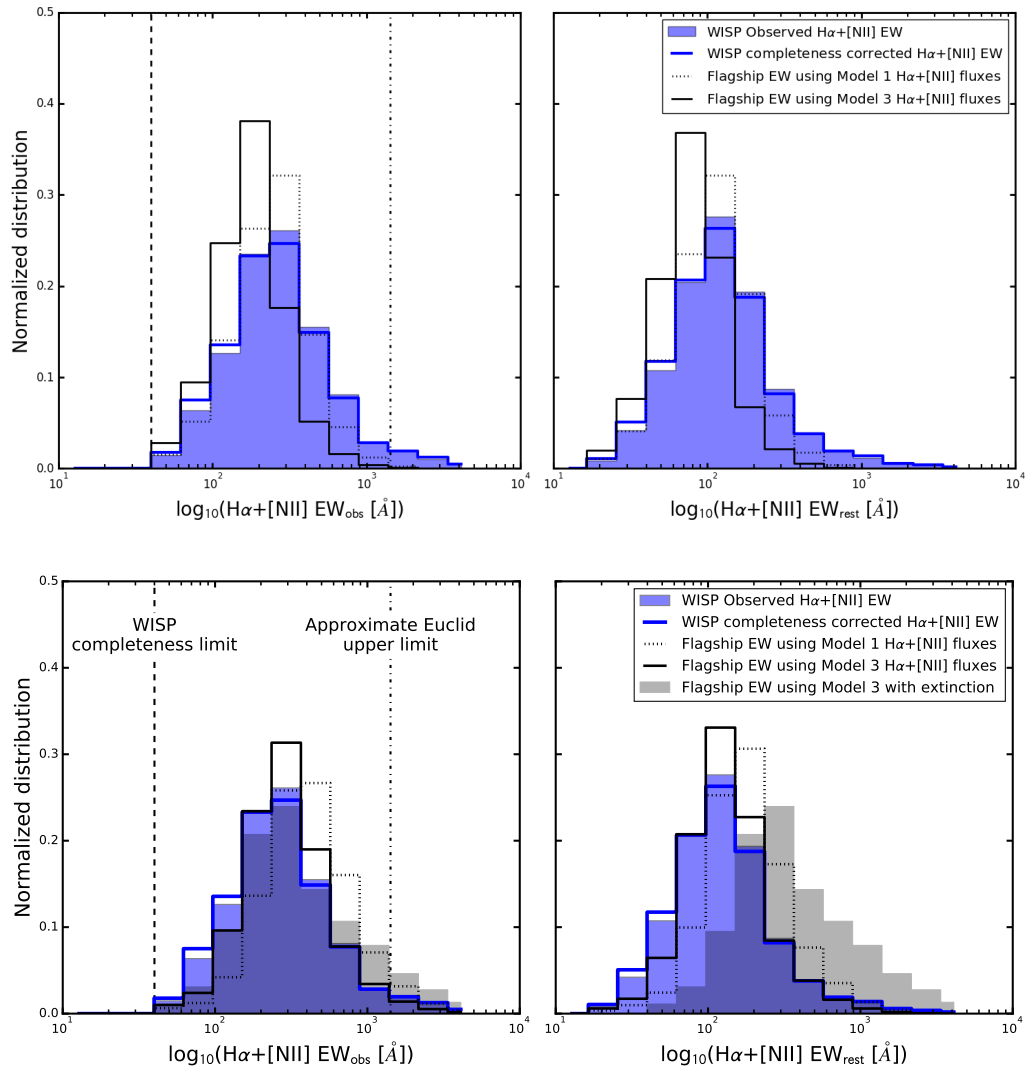 0.5
0.4
0.3
0.2
0.1
0.0
Normalized distribution
10^1 10^2 10^3 10^4
log₁₀(Hα+[NII] EW_obs [Å])
WISP Observed Hα+[NII] EW
WISP completeness corrected Hα+[NII] EW
Flagship EW using Model 1 Hα+[NII] fluxes
Flagship EW using Model 3 Hα+[NII] fluxes
10^1 10^2 10^3 10^4
log₁₀(Hα+[NII] EW_rest [Å])
0.5
0.4
0.3
0.2
0.1
0.0
Normalized distribution
WISP
completeness limit
Approximate Euclid
upper limit
10^1 10^2 10^3 10^4
log₁₀(Hα+[NII] EW_obs [Å])
WISP Observed Hα+[NII] EW
WISP completeness corrected Hα+[NII] EW
Flagship EW using Model 1 Hα+[NII] fluxes
Flagship EW using Model 3 Hα+[NII] fluxes
Flagship EW using Model 3 with extinction
10^1 10^2 10^3 10^4
log₁₀(Hα+[NII] EW_rest [Å])